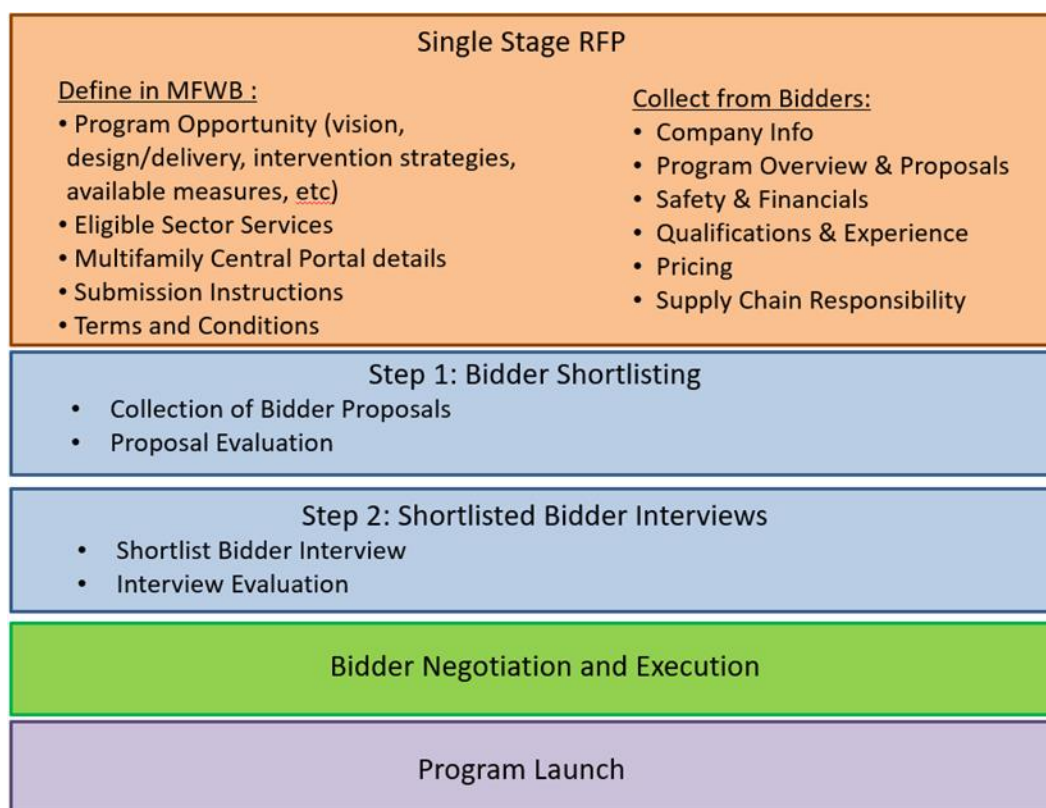 Single Stage RFP
Define in MFWB :
• Program Opportunity (vision,
design/delivery, intervention strategies,
available measures, etc)
• Eligible Sector Services
• Multifamily Central Portal details
• Submission Instructions
• Terms and Conditions
Collect from Bidders:
• Company Info
• Program Overview & Proposals
• Safety & Financials
• Qualifications & Experience
• Pricing
• Supply Chain Responsibility
Step 1: Bidder Shortlisting
• Collection of Bidder Proposals
• Proposal Evaluation
Step 2: Shortlisted Bidder Interviews
• Shortlist Bidder Interview
• Interview Evaluation
Bidder Negotiation and Execution
Program Launch